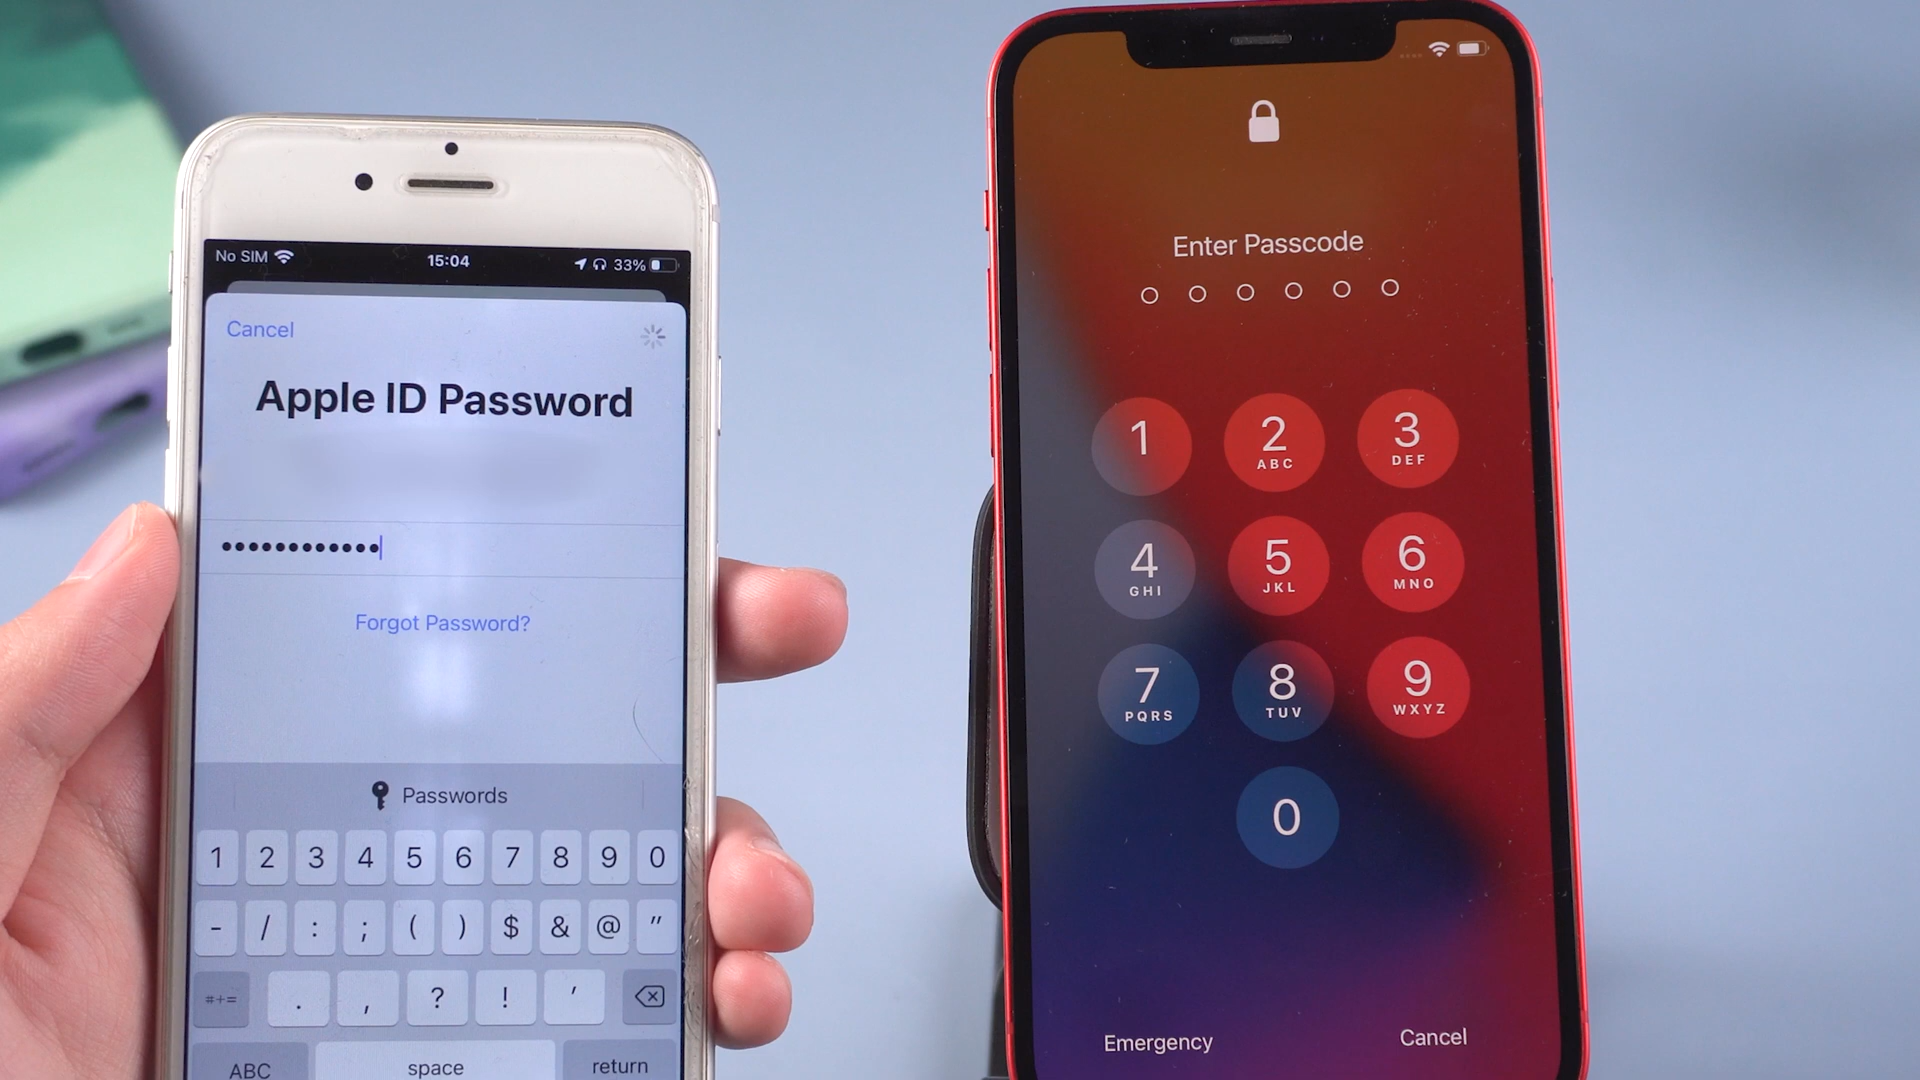 No SIM 15:04 33%
Cancel
Apple ID Password
••••••••••••
Forgot Password?
Passwords
1 2 3 4 5 6 7 8 9 0
- / : ; ( ) $ & @ "
#+= . , ? ! '
ABC space return
Enter Passcode
1 2 ABC 3 DEF
4 GHI 5 JKL 6 MNO
7 PQRS 8 TUV 9 WXYZ
0
Emergency Cancel